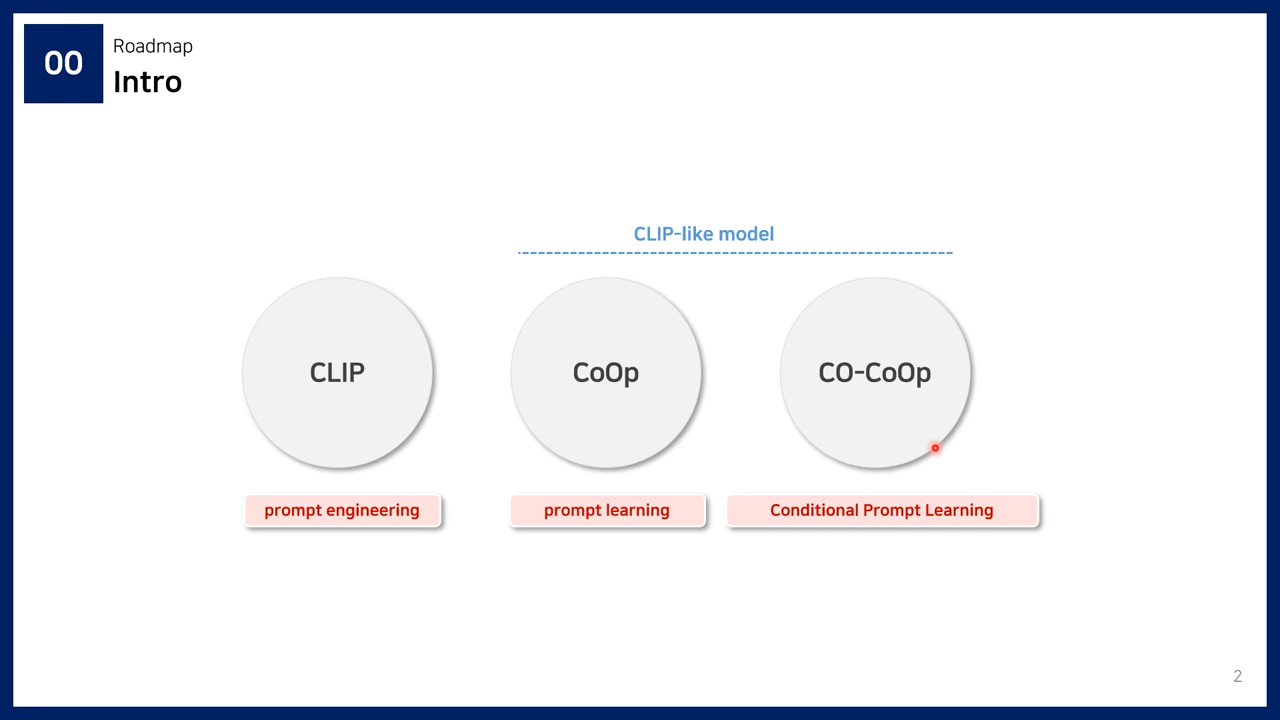 00
Roadmap
Intro
CLIP-like model
CLIP
CoOp
CO-CoOp
prompt engineering
prompt learning
Conditional Prompt Learning
2